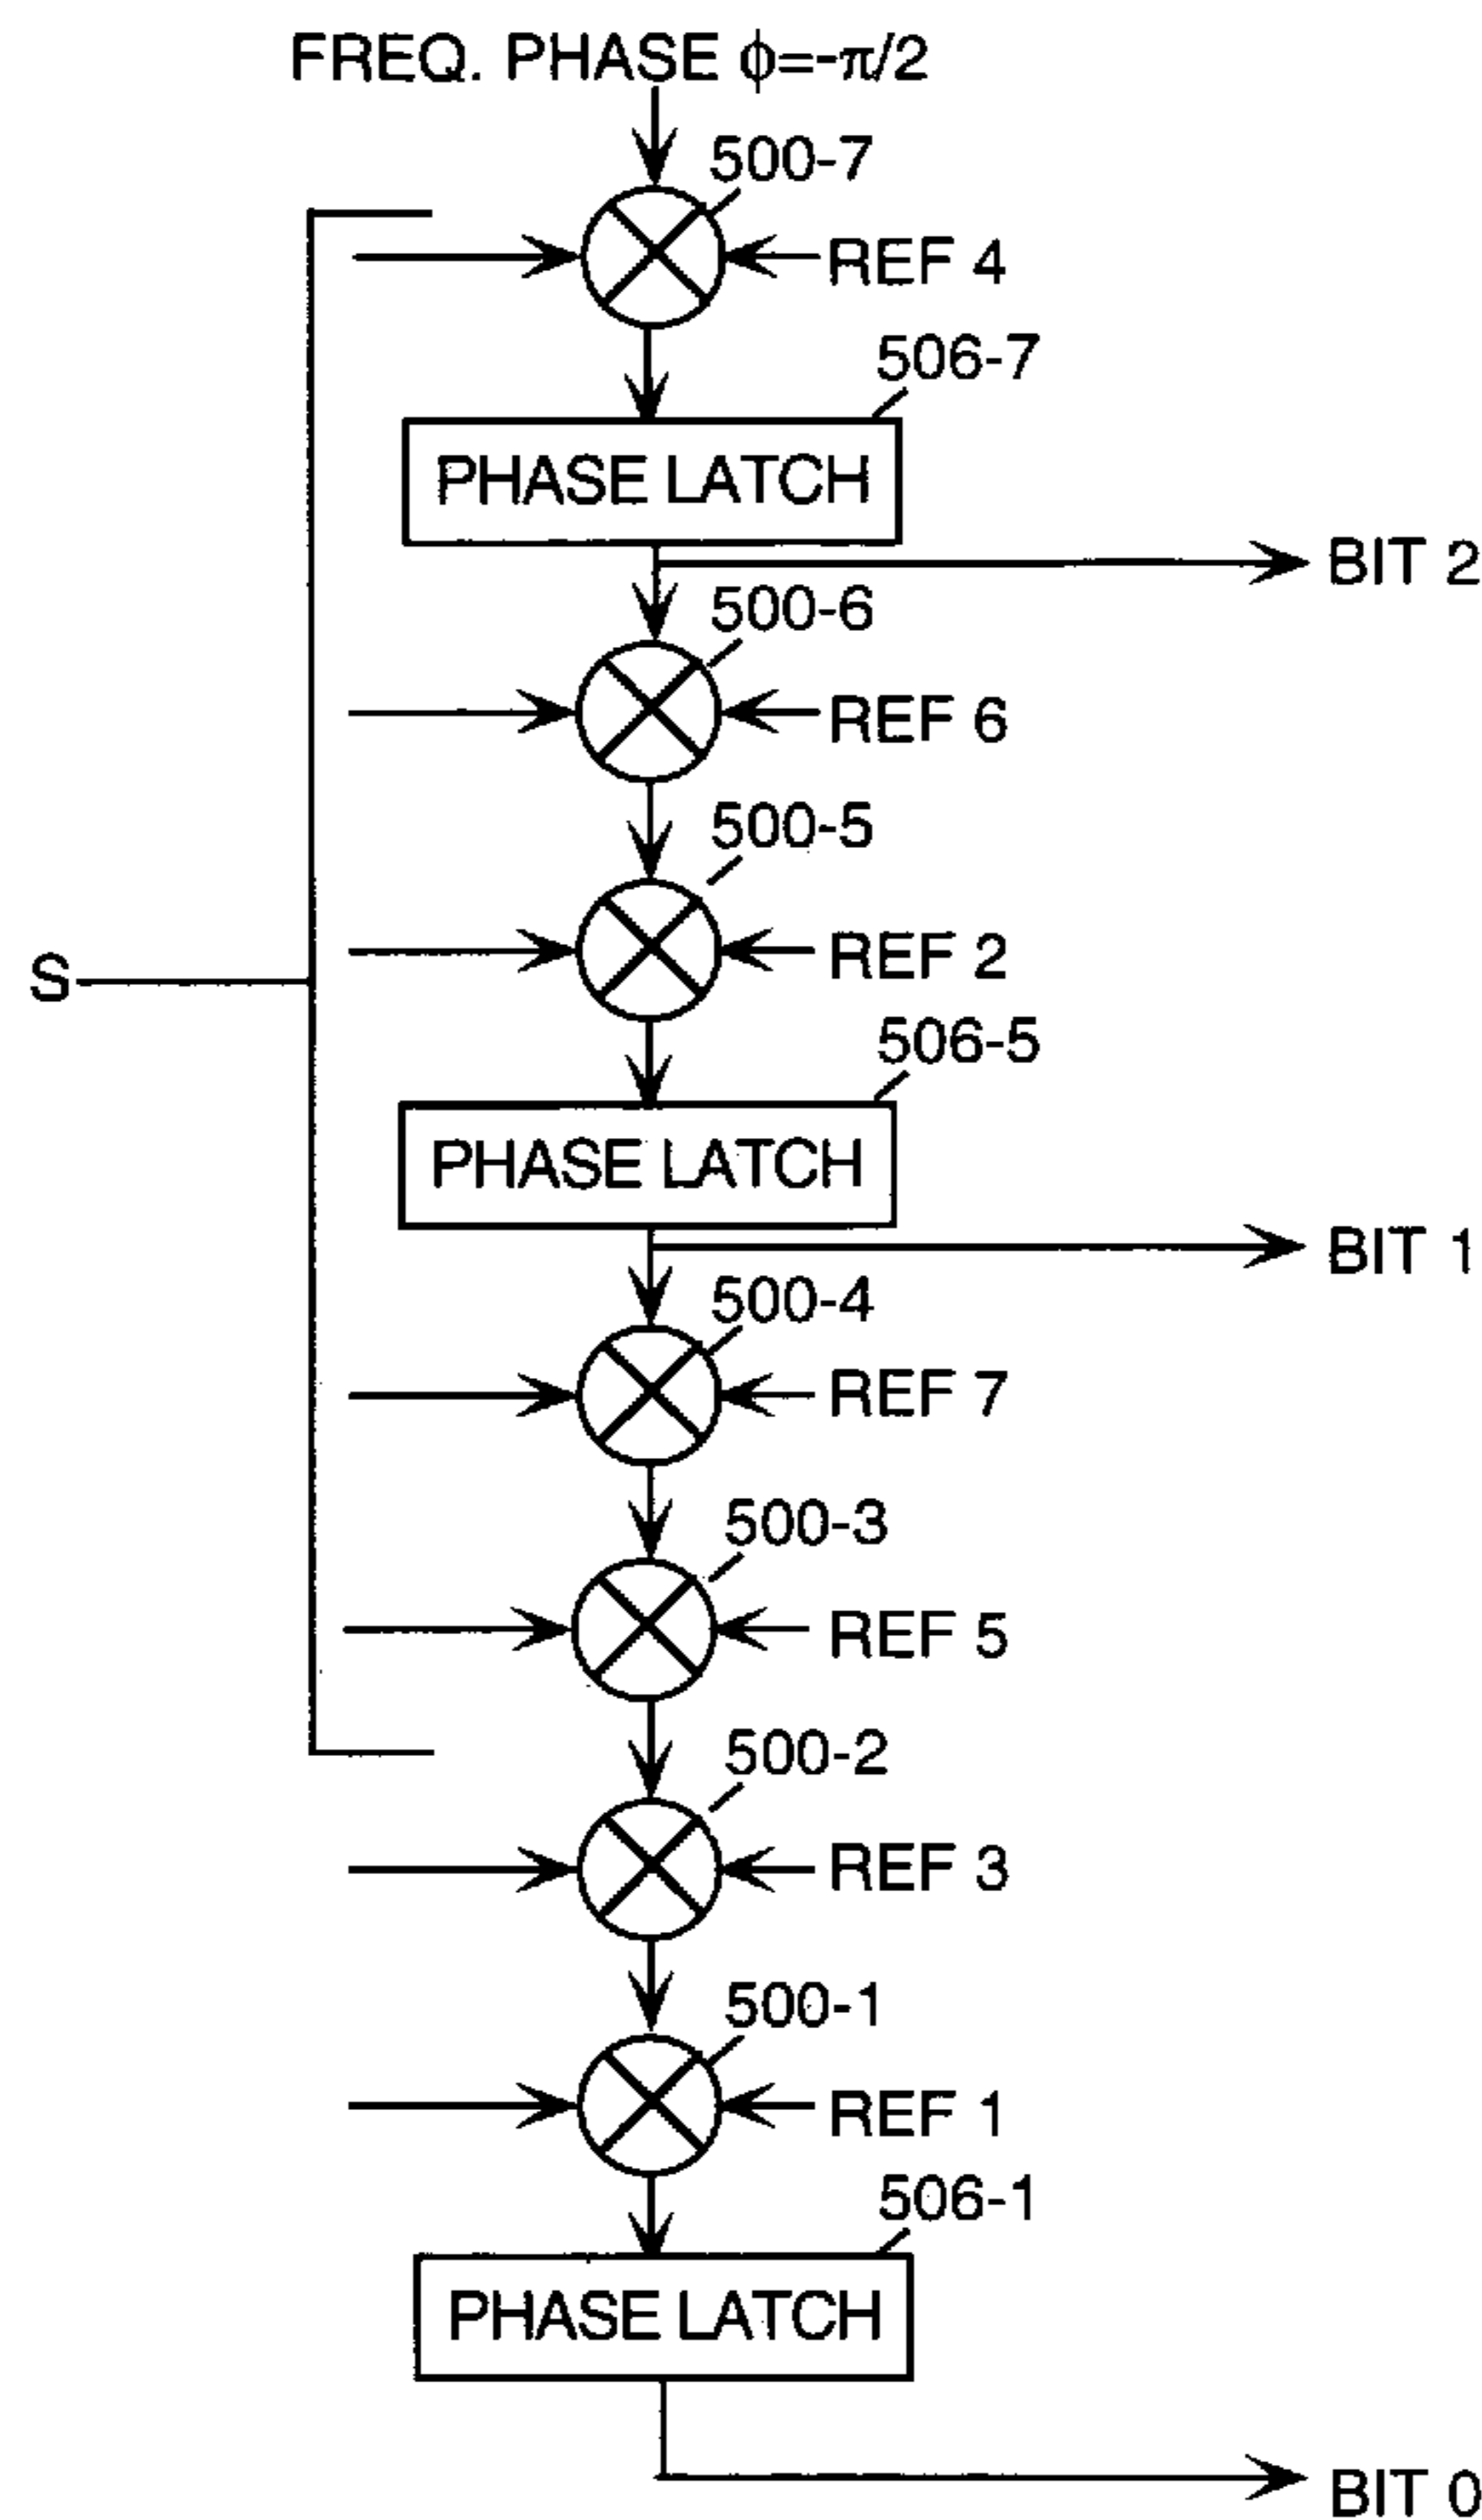 FREQ. PHASE ϕ=-π/2
500-7
REF 4
506-7
PHASE LATCH
BIT 2
500-6
REF 6
500-5
REF 2
S
506-5
PHASE LATCH
BIT 1
500-4
REF 7
500-3
REF 5
500-2
REF 3
500-1
REF 1
506-1
PHASE LATCH
BIT 0